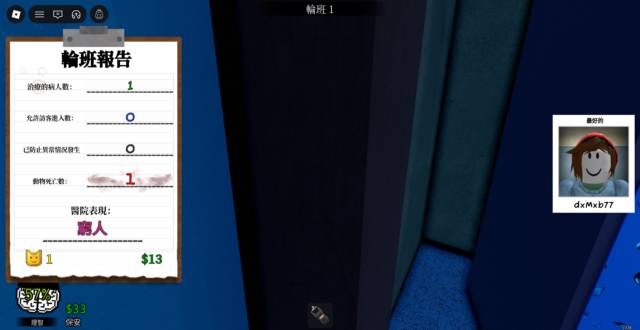 輪班 1
輪班報告
治療的病人數: 1
允許訪客進入數: 0
已防止異常情況發生 0
動物死亡數: 1
醫院表現:
窮人
1 $13
57%
理智
$33
保安
最好的
dxMxb77